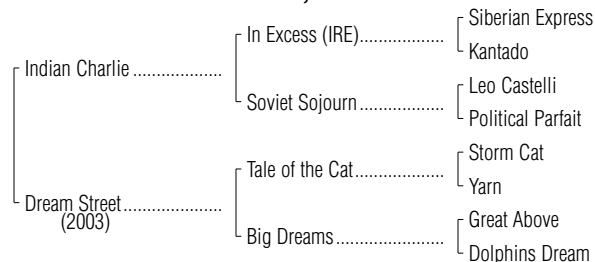 Siberian Express
In Excess (IRE)....................
Kantado
Indian Charlie ...................
Leo Castelli
Soviet Sojourn....................
Political Parfait
Storm Cat
Tale of the Cat.....................
Yarn
Dream Street.....................
(2003)
Great Above
Big Dreams.........................
Dolphins Dream